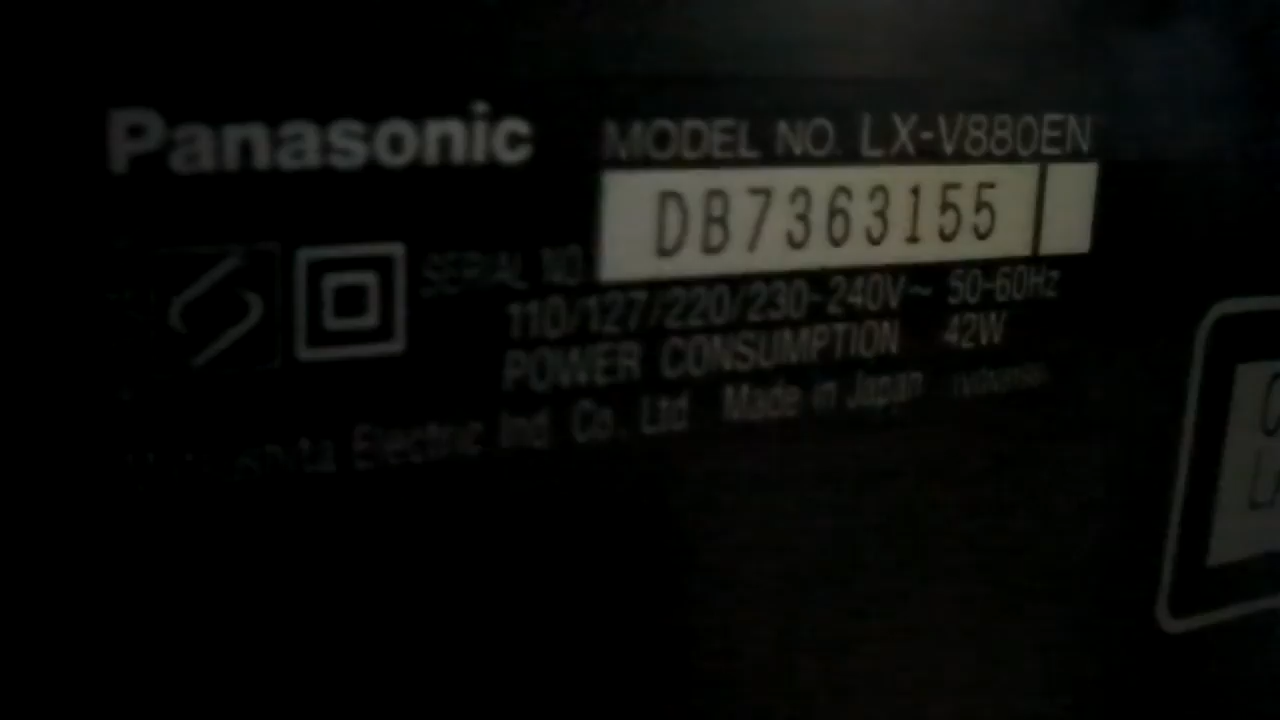 Panasonic
MODEL NO. LX-V880EN
SERIAL NO.
DB7363155
110/127/220/230-240V~ 50-60Hz
POWER CONSUMPTION 42W
Electric Ind. Co., Ltd. Made in Japan